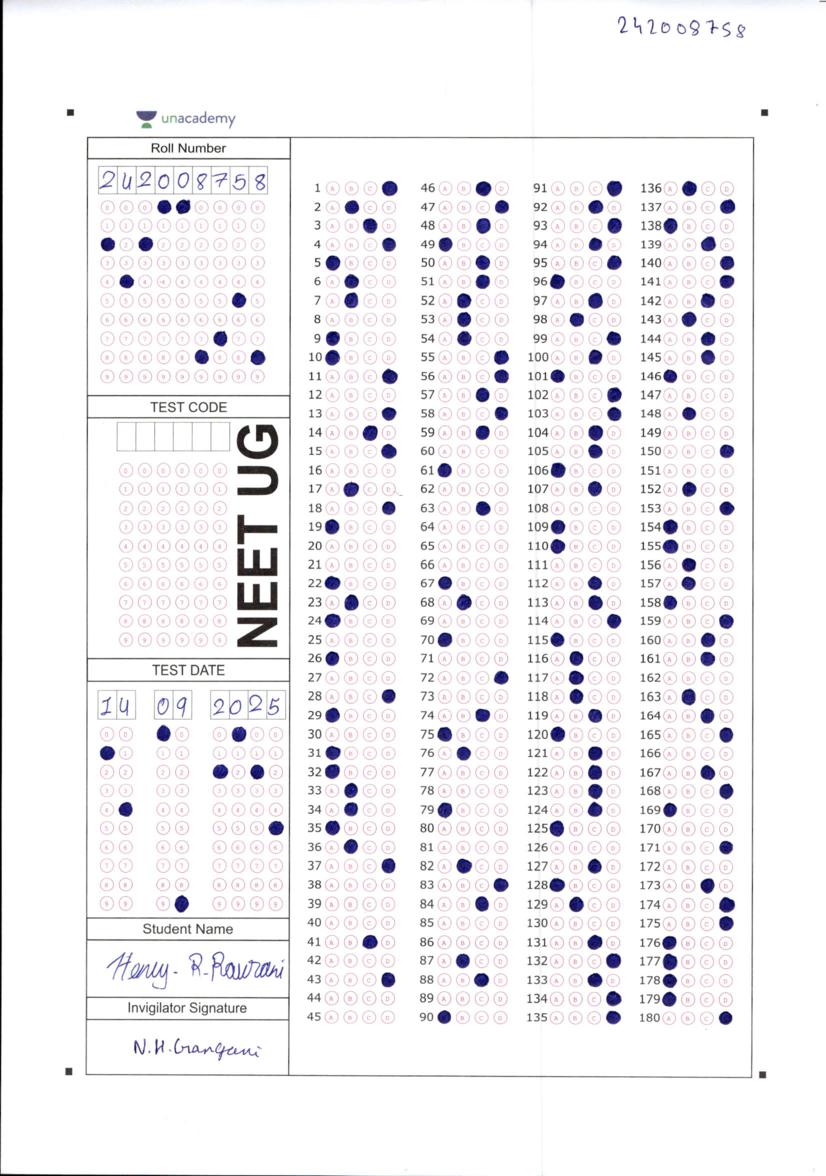 242008758
unacademy
Roll Number
242008758
TEST CODE
NEET UG
TEST DATE
14 09 2025
Student Name
Henry. R. Rawrani
Invigilator Signature
N.H.Gangani
1 A B C
2 A C D
3 A B D
4 A B C
5 B C D
6 A C D
7 A C D
8 A B C D
9 B C D
10 B C D
11 A B C
12 A B C D
13 A B C
14 A B D
15 A B C
16 A B C D
17 A C D
18 A B C
19 B C D
20 A B C D
21 A B C D
22 B C D
23 A C D
24 B C D
25 A B C D
26 B C D
27 A B C D
28 A B C
29 B C D
30 A B C D
31 B C D
32 B C D
33 A C D
34 A C D
35 B C D
36 A C D
37 A B C
38 A B C D
39 A B C D
40 A B C D
41 A B D
42 A B C D
43 A B C
44 A B C D
45 A B C D
46 A B D
47 A B C
48 A B D
49 B C D
50 A B D
51 A B D
52 A C D
53 A C D
54 A C D
55 A B C
56 A B C
57 A B D
58 A B C
59 A B D
60 A B C D
61 B C D
62 A B C D
63 A B D
64 A B C D
65 A B C D
66 A B C D
67 B C D
68 A C D
69 A B C D
70 B C D
71 A B C D
72 A B C
73 A B C D
74 A B D
75 B C D
76 A C D
77 A B C D
78 A B C D
79 B C D
80 A B C D
81 A B C D
82 A C D
83 A B C
84 A B D
85 A B C D
86 A B C D
87 A C D
88 A B D
89 A B C D
90 B C D
91 A B C
92 A B D
93 A B C
94 A B D
95 A B C
96 B C D
97 A B D
98 A C D
99 A B C
100 A B D
101 B C D
102 A B C
103 A B C
104 A B D
105 A B D
106 B C D
107 A B D
108 A B C D
109 B C D
110 B C D
111 A B C D
112 A B D
113 A B D
114 A B C
115 B C D
116 A C D
117 A C D
118 A C D
119 A B D
120 B C D
121 A B D
122 A B D
123 A B D
124 A B D
125 B C D
126 A B C D
127 A B D
128 B C D
129 A C D
130 A B C D
131 A B D
132 A B C
133 A B D
134 A B C
135 A B C
136 A C D
137 A B C
138 B C D
139 A B D
140 A B C
141 A B C
142 A B D
143 A C D
144 A B D
145 A B D
146 B C D
147 A B C D
148 A C D
149 A B C D
150 A B C
151 A B C D
152 A C D
153 A B C
154 B C D
155 B C D
156 A C D
157 A C D
158 B C D
159 A B C
160 A B D
161 A B D
162 A B C D
163 A C D
164 A B D
165 A B C
166 A B C D
167 A B D
168 A B C
169 B C D
170 A B C D
171 A B C
172 A B C D
173 A B D
174 A B C
175 A B C
176 B C D
177 B C D
178 B C D
179 B C D
180 A B C